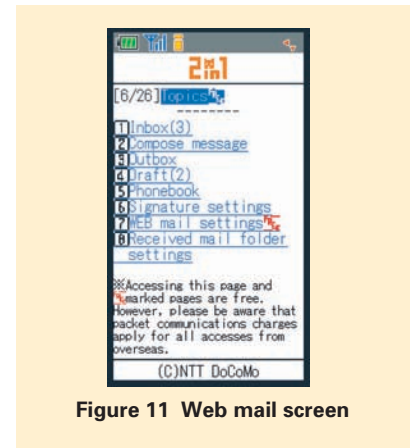 2in1
[6/26]Topics
--------
1Inbox(3)
2Compose message
3Outbox
4Draft(2)
5Phonebook
6Signature settings
7WEB mail settings
8Received mail folder
settings
※Accessing this page and
marked pages are free.
However, please be aware that
packet communications charges
apply for all accesses from
overseas.
(C)NTT DoCoMo
Figure 11 Web mail screen